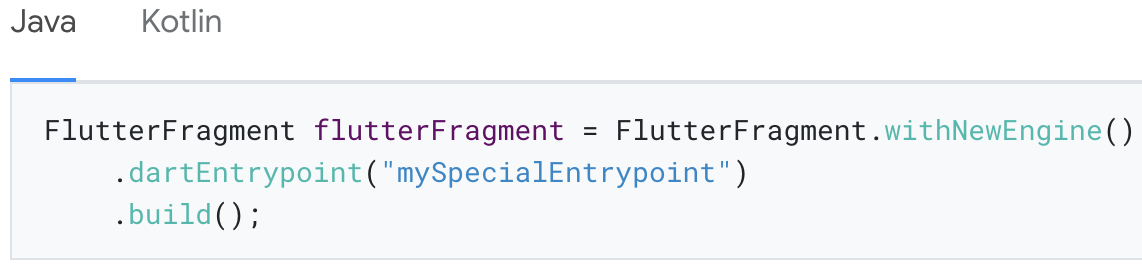 Java Kotlin
FlutterFragment flutterFragment = FlutterFragment.withNewEngine()
.dartEntrypoint("mySpecialEntrypoint")
.build();